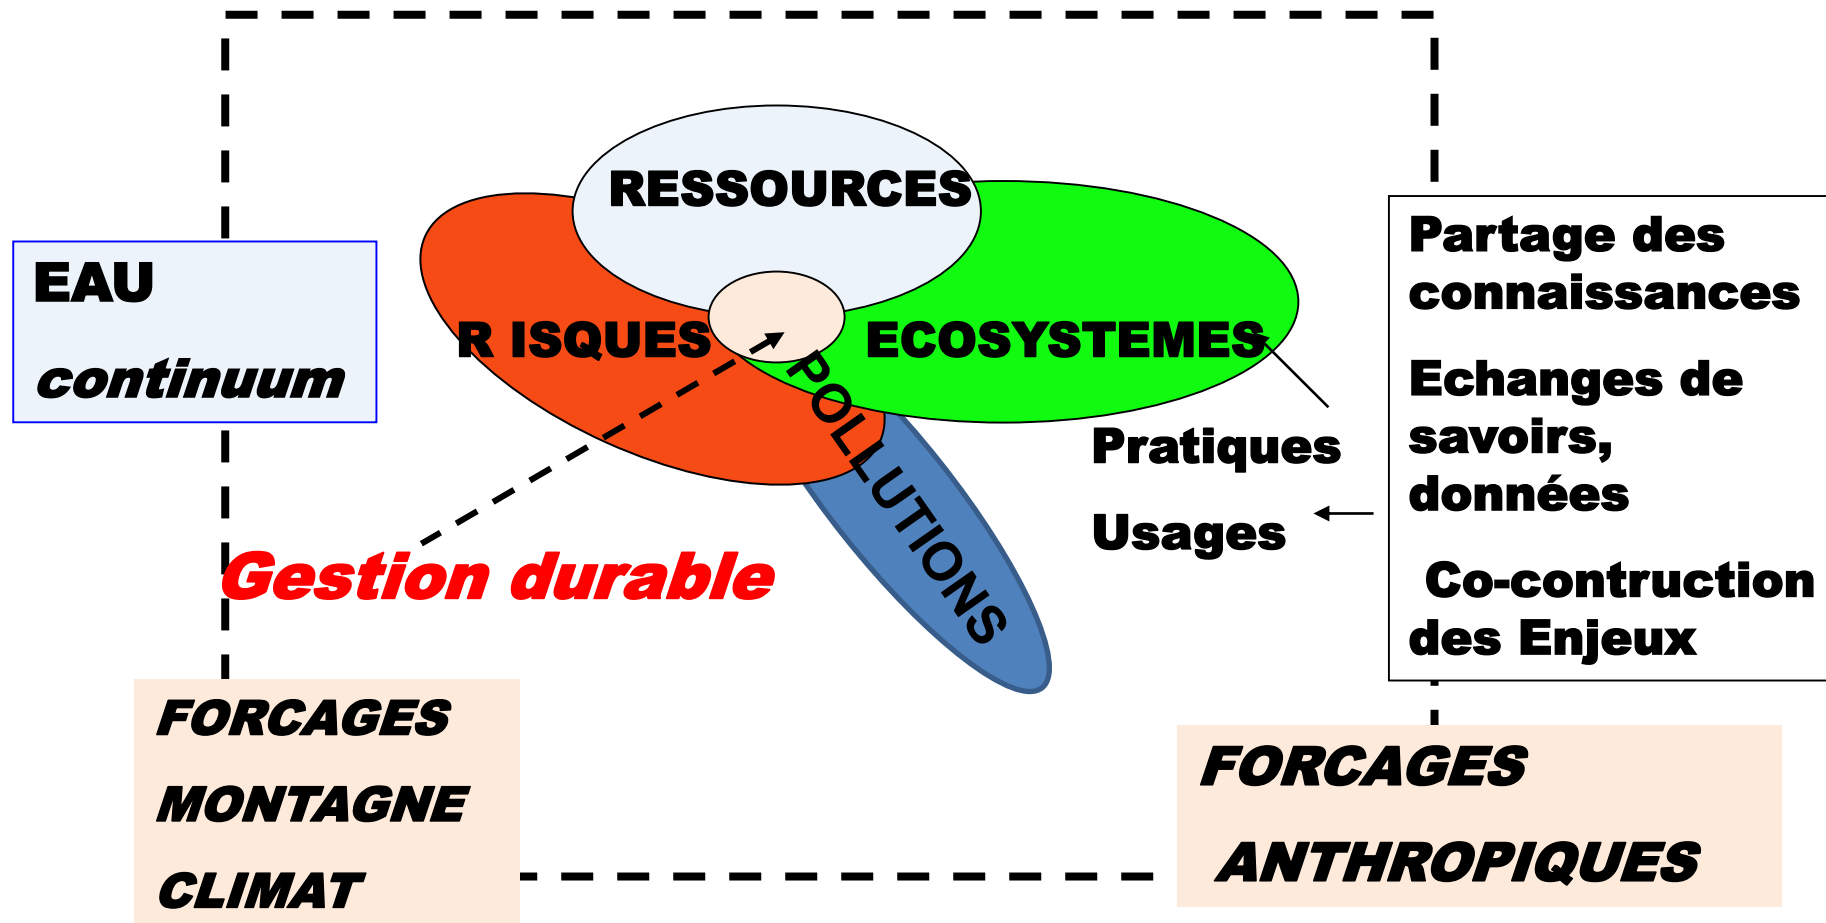 RESSOURCES
R ISQUES
ECOSYSTEMES
POLLUTIONS
EAU
continuum
Gestion durable
Pratiques
Usages
Partage des
connaissances
Echanges de
savoirs,
données
Co-contruction
des Enjeux
FORCAGES
MONTAGNE
CLIMAT
FORCAGES
ANTHROPIQUES